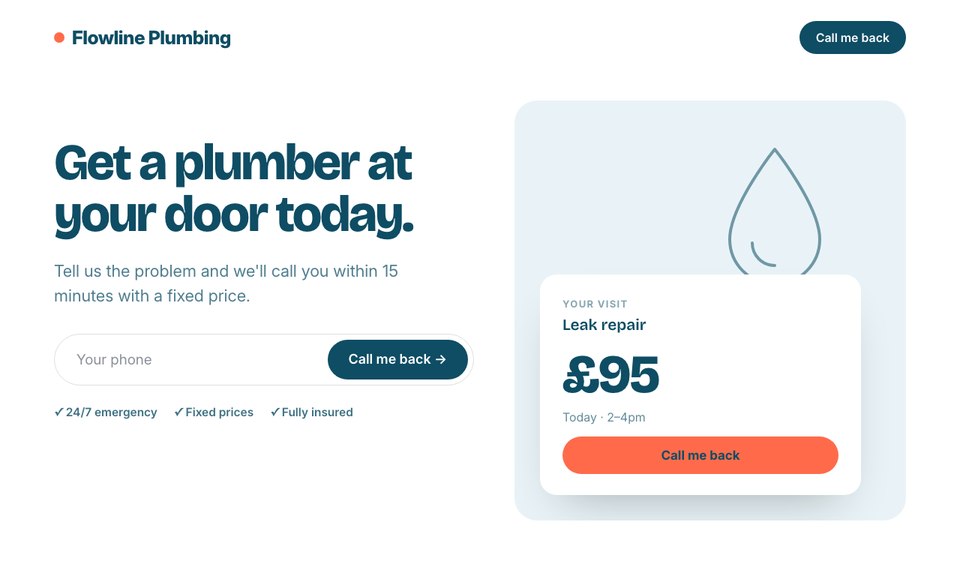 Flowline Plumbing
Call me back
Get a plumber at
your door today.
Tell us the problem and we'll call you within 15
minutes with a fixed price.
Your phone
Call me back →
✓ 24/7 emergency ✓ Fixed prices ✓ Fully insured
YOUR VISIT
Leak repair
£95
Today · 2–4pm
Call me back